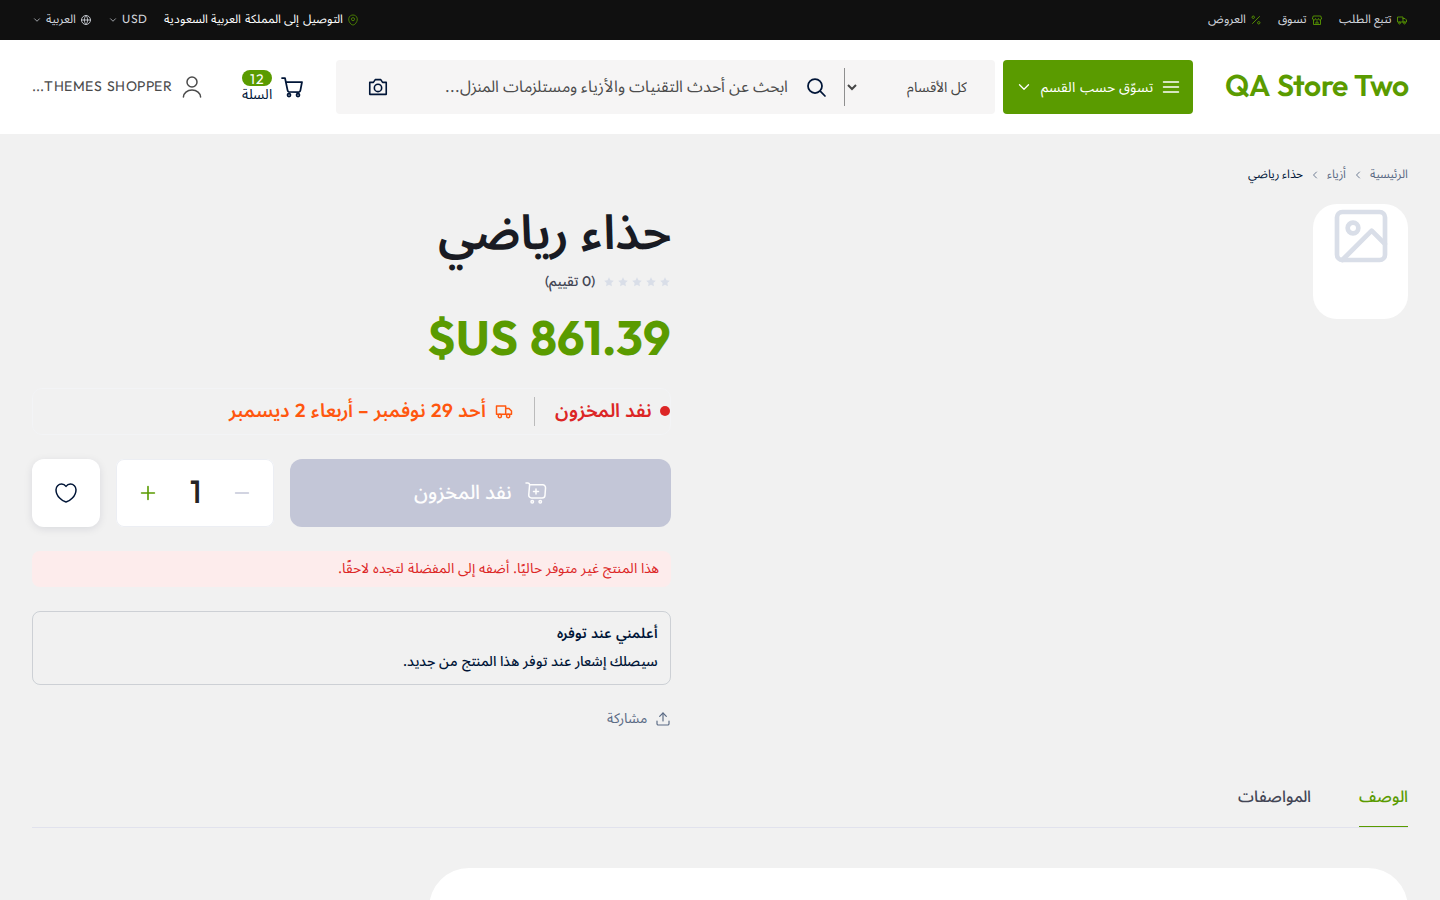 تتبع الطلب
تسوق
العروض
التوصيل إلى المملكة العربية السعودية
USD
العربية
QA Store Two
تسوّق حسب القسم
كل الأقسام
ابحث عن أحدث التقنيات والأزياء ومستلزمات المنزل...
12
السلة
THEMES SHOPPER...
الرئيسية
أزياء
حذاء رياضي
حذاء رياضي
(0 تقييم)
861.39 US$
نفد المخزون
أحد 29 نوفمبر – أربعاء 2 ديسمبر
نفد المخزون
1
هذا المنتج غير متوفر حاليًا. أضفه إلى المفضلة لتجده لاحقًا.
أعلمني عند توفره
سيصلك إشعار عند توفر هذا المنتج من جديد.
مشاركة
الوصف
المواصفات